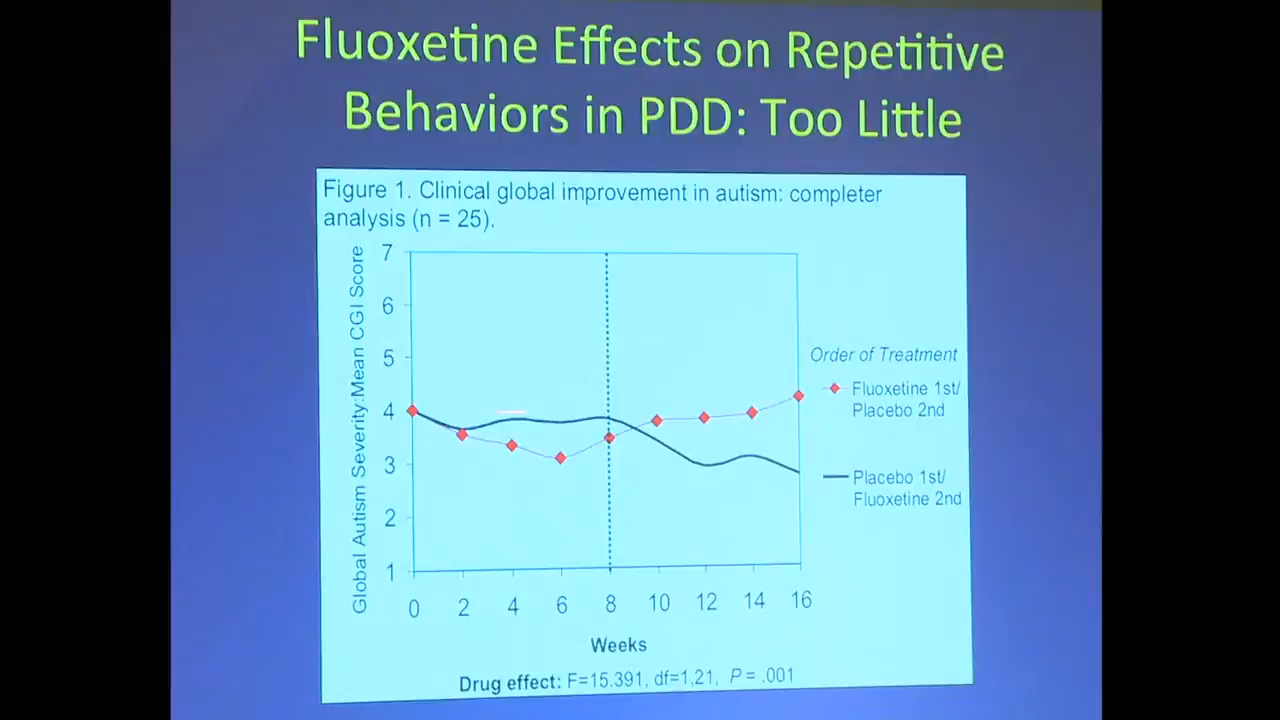 Fluoxetine Effects on Repetitive
Behaviors in PDD: Too Little
Figure 1. Clinical global improvement in autism: completer
analysis (n = 25).
Global Autism Severity:Mean CGI Score
7
6
5
4
3
2
1
0 2 4 6 8 10 12 14 16
Weeks
Order of Treatment
Fluoxetine 1st/
Placebo 2nd
Placebo 1st/
Fluoxetine 2nd
Drug effect: F=15.391, df=1,21, P = .001